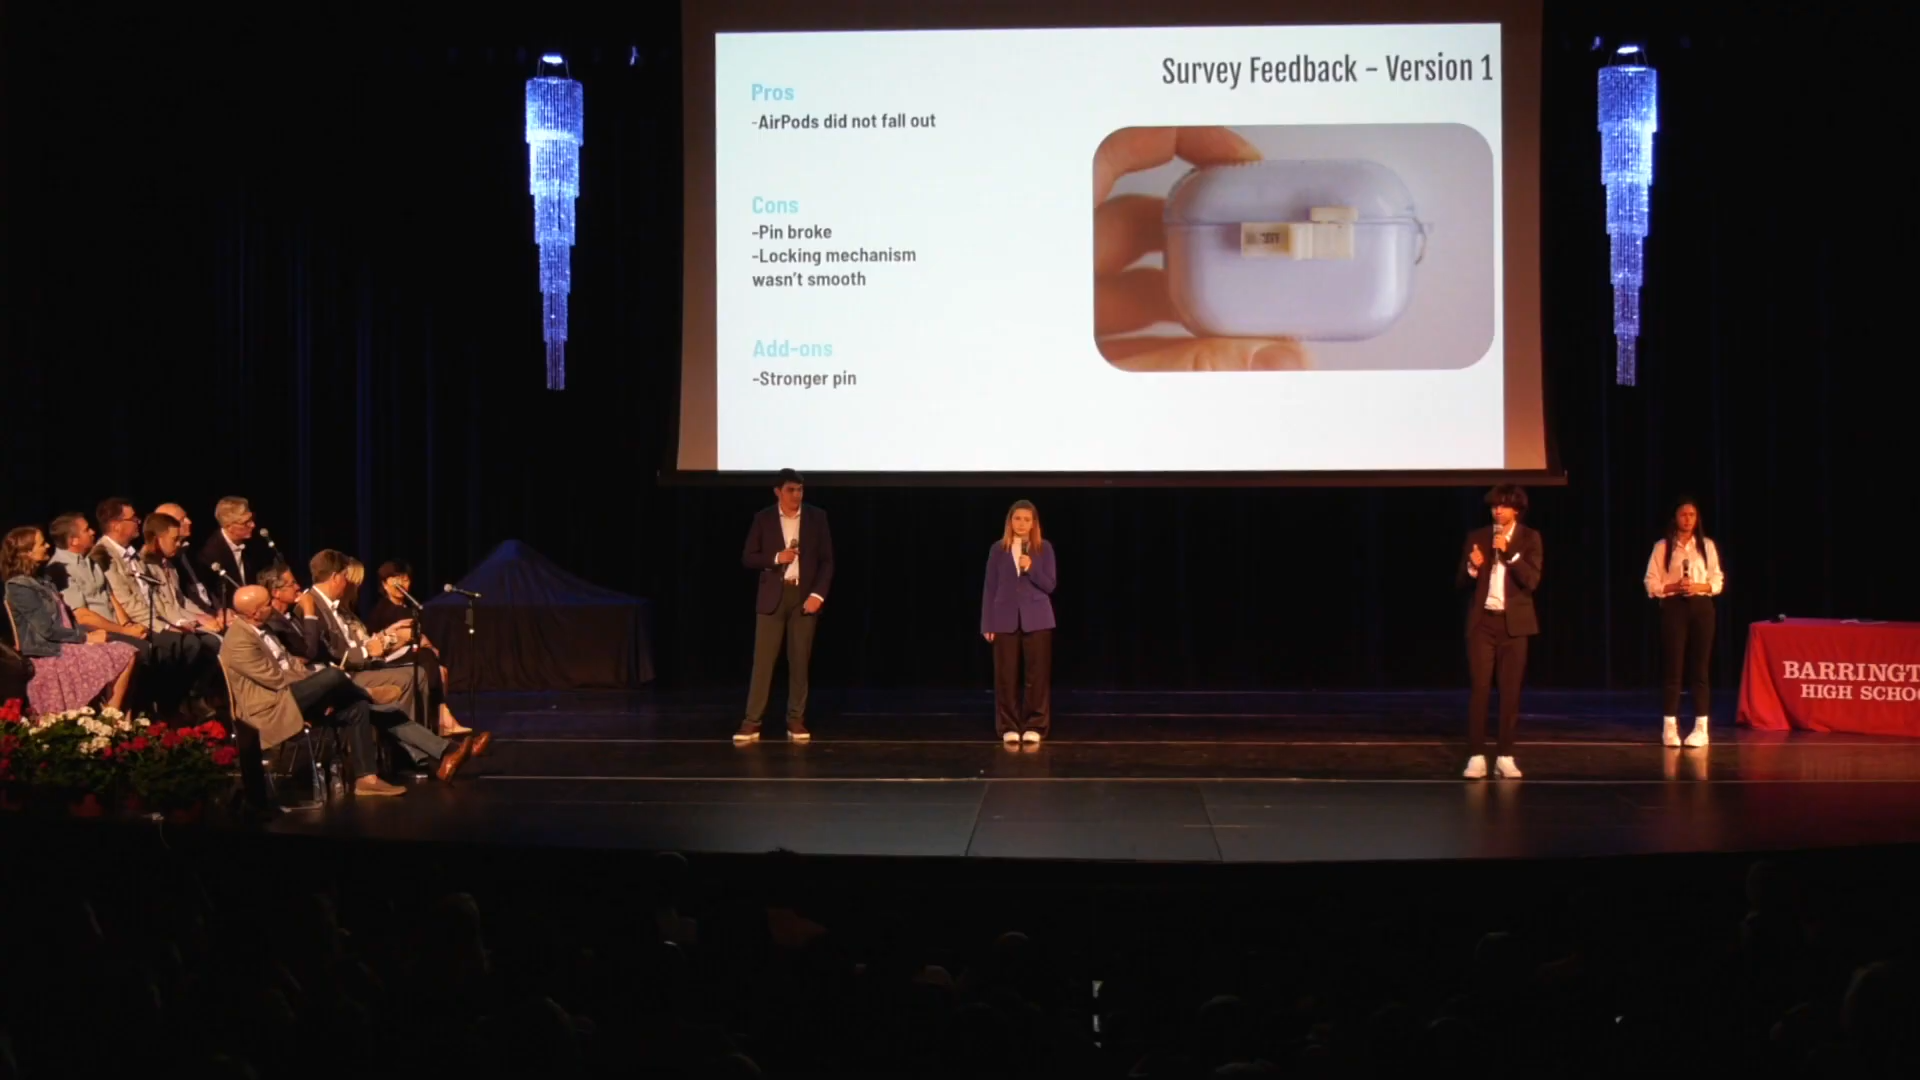 Survey Feedback – Version 1
Pros
-AirPods did not fall out
Cons
-Pin broke
-Locking mechanism
wasn't smooth
Add-ons
-Stronger pin
BARRINGT
HIGH SCHO